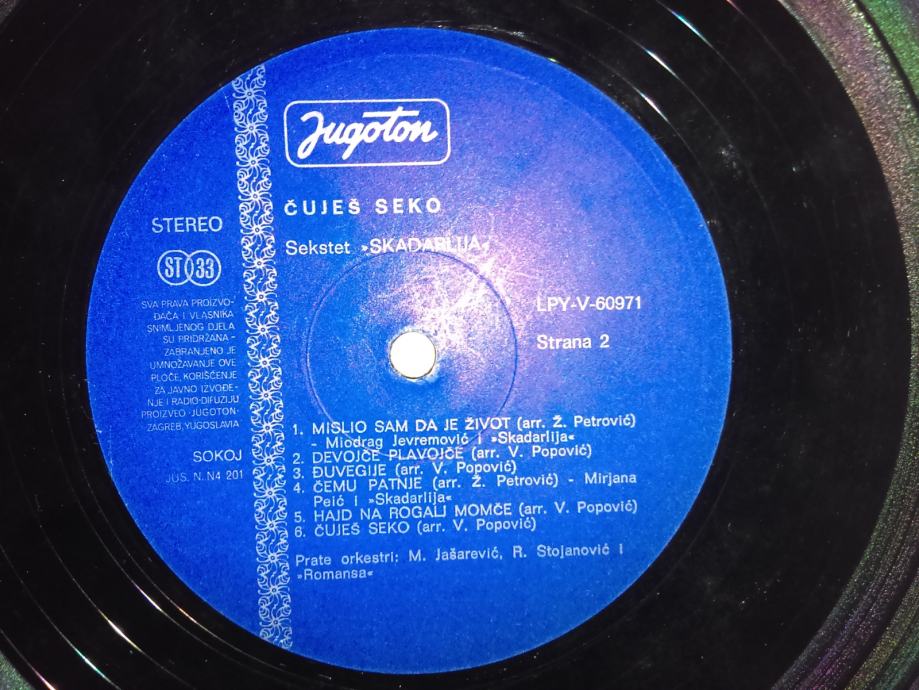 Jugoton
ČUJEŠ SEKO
Sekstet »SKADARLIJA«
STEREO
ST 33
SVA PRAVA PROIZVO-
ĐAČA I VLASNIKA
SNIMLJENOG DJELA
SU PRIDRŽANA -
ZABRANJENO JE
UMNOŽAVANJE OVE
PLOČE, KORIŠĆENJE
ZA JAVNO IZVOĐE-
NJE I RADIO-DIFUZIJU
PROIZVEO ·JUGOTON·
ZAGREB, YUGOSLAVIA
SOKOJ
JUS. N. N4 201
LPY-V-60971
Strana 2
1. MISLIO SAM DA JE ŽIVOT (arr. Ž. Petrović)
- Miodrag Jevremović i »Skadarlija«
2. DEVOJČE PLAVOJČE (arr. V. Popović)
3. ĐUVEGIJE (arr. V. Popović)
4. ČEMU PATNJE (arr. Ž. Petrović) - Mirjana
Peić i »Skadarlija«
5. HAJD NA ROGALJ MOMČE (arr. V. Popović)
6. ČUJEŠ SEKO (arr. V. Popović)
Prate orkestri: M. Jašarević, R. Stojanović i
»Romansa«